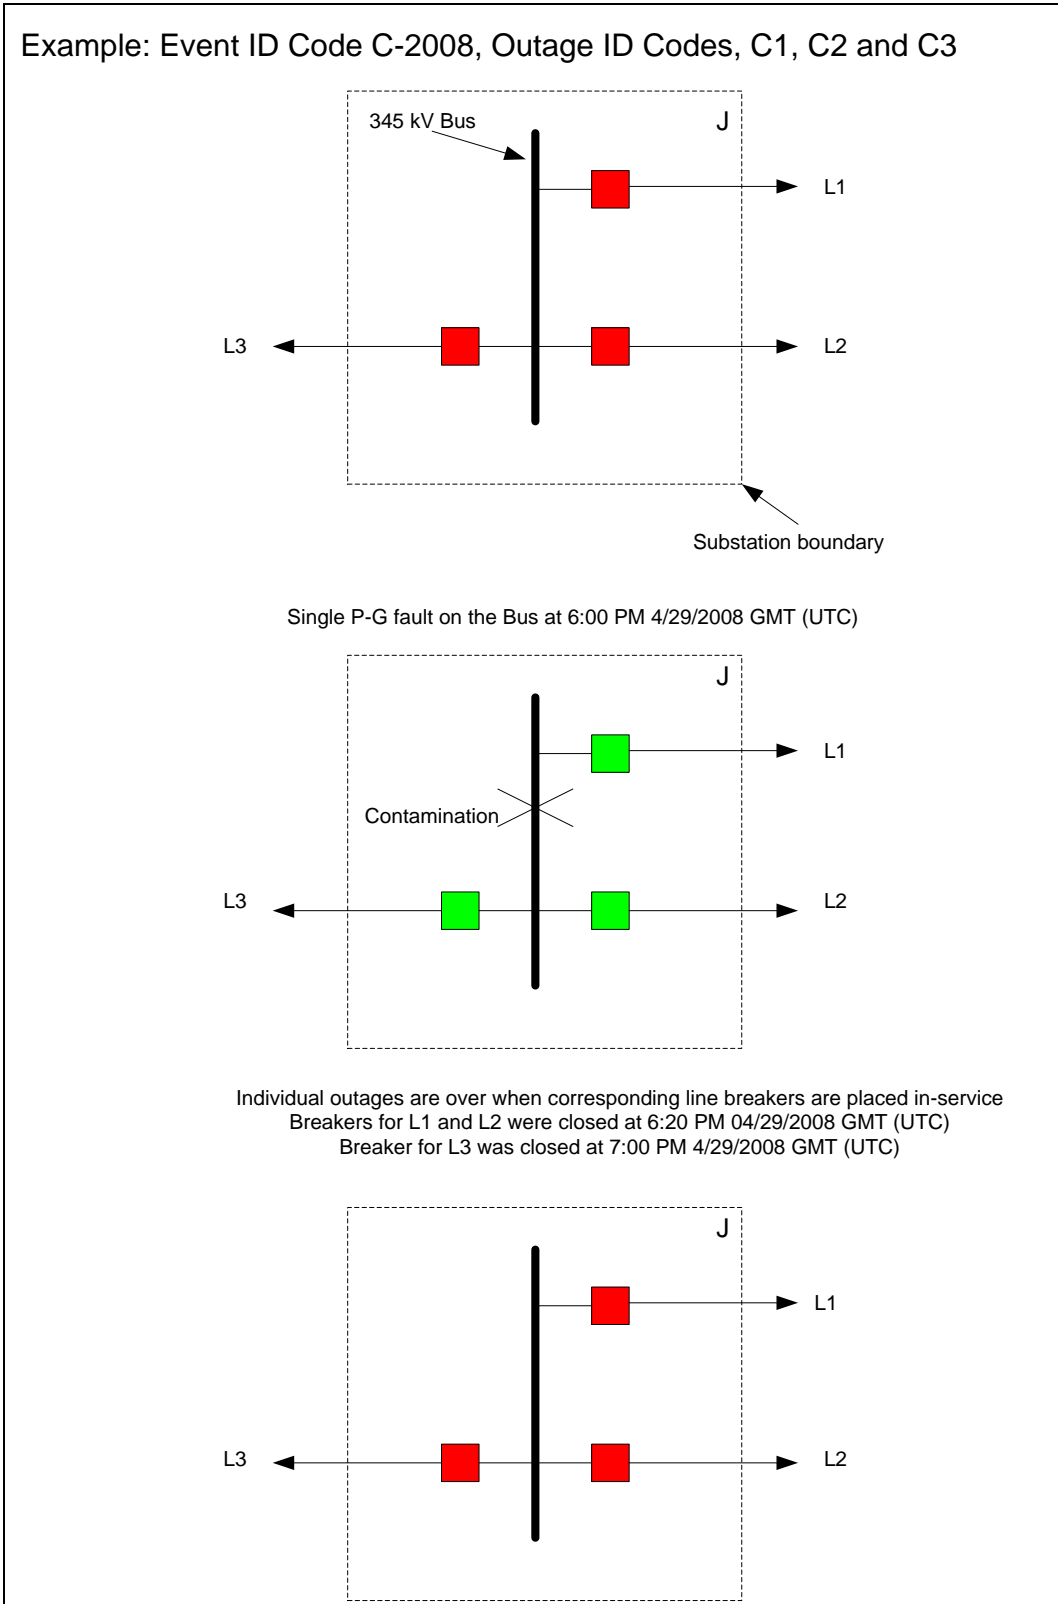 Example: Event ID Code C-2008, Outage ID Codes, C1, C2 and C3
345 kV Bus
J
L1
L3
L2
Substation boundary
Single P-G fault on the Bus at 6:00 PM 4/29/2008 GMT (UTC)
J
L1
Contamination
L3
L2
Individual outages are over when corresponding line breakers are placed in-service
Breakers for L1 and L2 were closed at 6:20 PM 04/29/2008 GMT (UTC)
Breaker for L3 was closed at 7:00 PM 4/29/2008 GMT (UTC)
J
L1
L3
L2